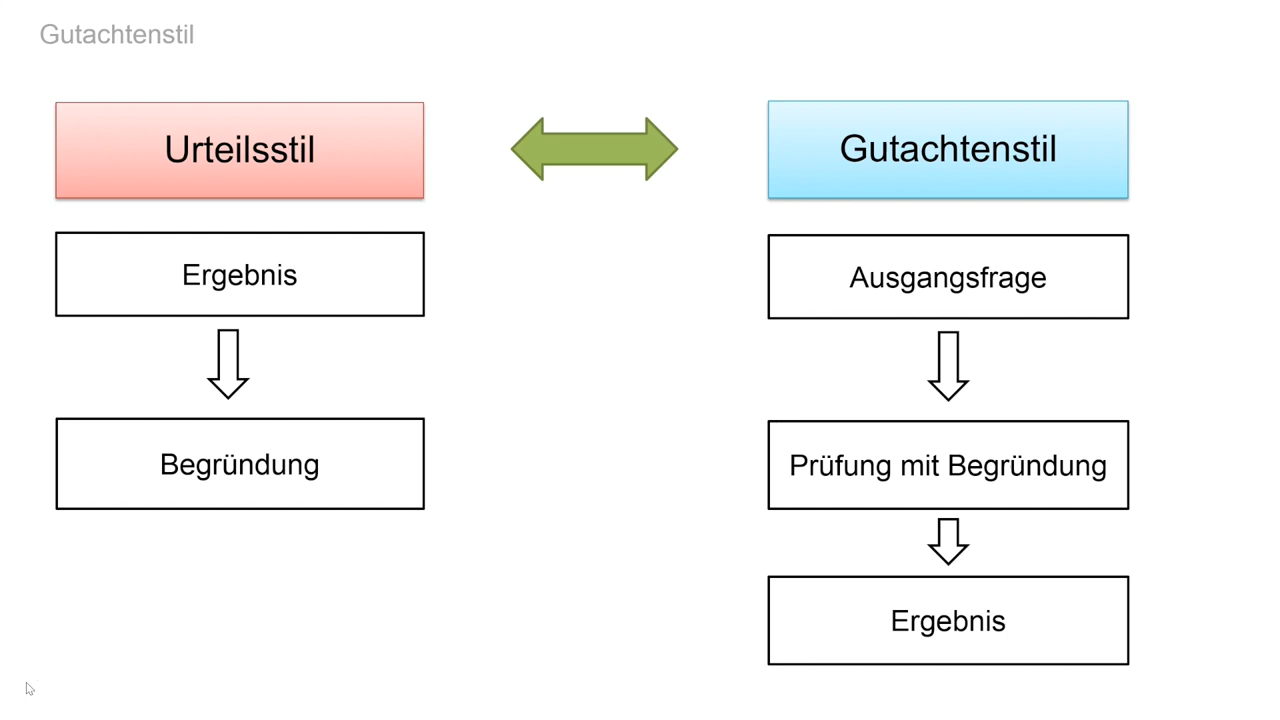 Gutachtenstil
Urteilsstil
Gutachtenstil
Ergebnis
Ausgangsfrage
Begründung
Prüfung mit Begründung
Ergebnis